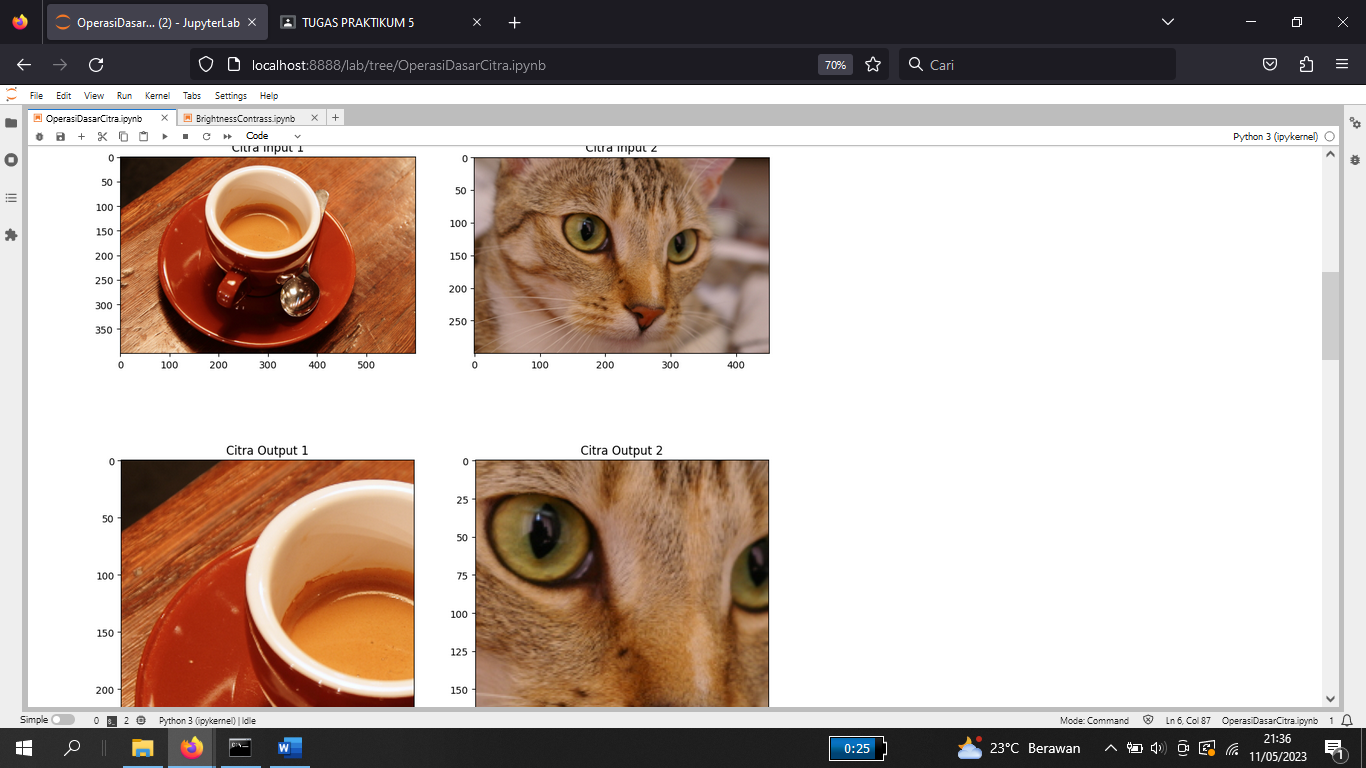 OperasiDasar... (2) - JupyterLab
TUGAS PRAKTIKUM 5
localhost:8888/lab/tree/OperasiDasarCitra.ipynb
70%
Cari
File Edit View Run Kernel Tabs Settings Help
OperasiDasarCitra.ipynb
BrightnessContrass.ipynb
Code
Python 3 (ipykernel)
Citra Input 1
Citra Input 2
0
50
100
150
200
250
300
350
0 100 200 300 400 500
0
50
100
150
200
250
0 100 200 300 400
Citra Output 1
Citra Output 2
0
50
100
150
200
0
25
50
75
100
125
150
Simple
0
2
Python 3 (ipykernel) | Idle
Mode: Command
Ln 6, Col 87
OperasiDasarCitra.ipynb
1
0:25
23°C Berawan
21:36
11/05/2023
1